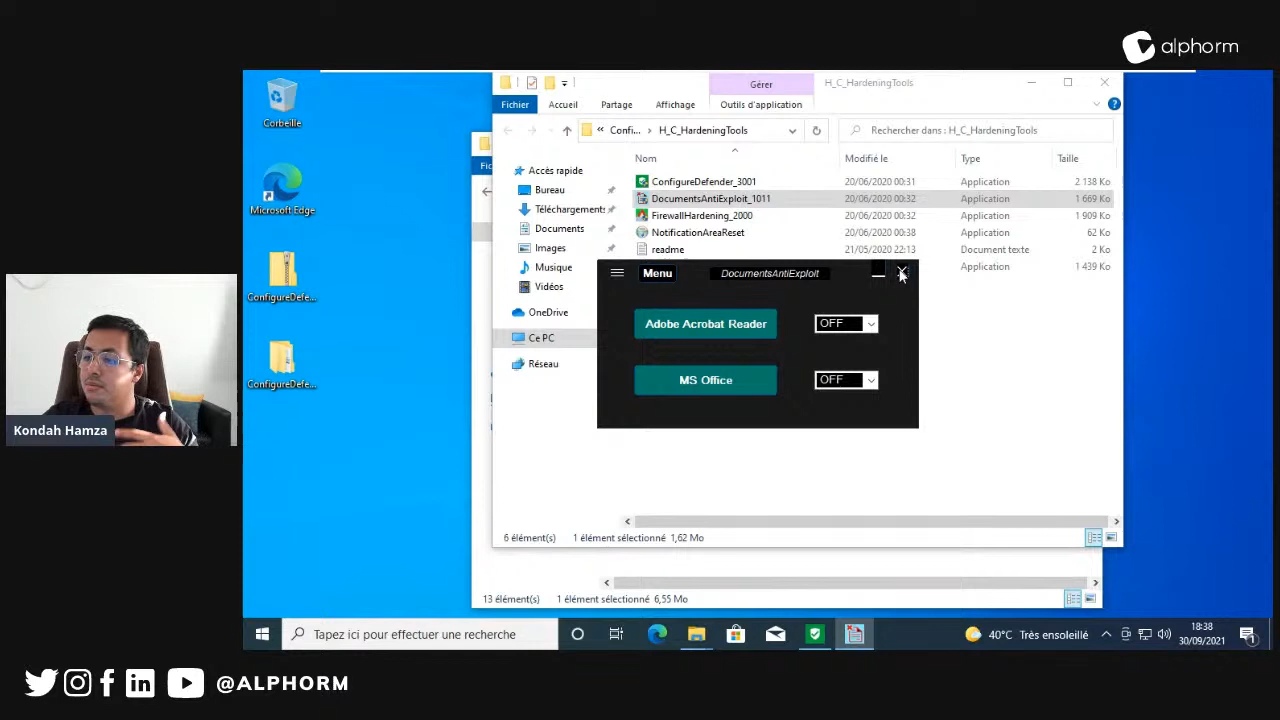 alphorm
Corbeille
Microsoft Edge
ConfigureDefe...
ConfigureDefe...
Kondah Hamza
Gérer
H_C_HardeningTools
Fichier
Accueil
Partage
Affichage
Outils d'application
« Confi... > H_C_HardeningTools
Rechercher dans : H_C_HardeningTools
Accès rapide
Bureau
Téléchargements
Documents
Images
Musique
Vidéos
OneDrive
Ce PC
Réseau
Nom Modifié le Type Taille
ConfigureDefender_3001 20/06/2020 00:31 Application 2 138 Ko
DocumentsAntiExploit_1011 20/06/2020 00:32 Application 1 669 Ko
FirewallHardening_2000 20/06/2020 00:32 Application 1 909 Ko
NotificationAreaReset 20/06/2020 00:38 Application 62 Ko
readme 21/05/2020 22:13 Document texte 2 Ko
Application 1 439 Ko
Menu DocumentsAntiExploit
Adobe Acrobat Reader OFF
MS Office OFF
6 élément(s) 1 élément sélectionné 1,62 Mo
13 élément(s) 1 élément sélectionné 6,55 Mo
Tapez ici pour effectuer une recherche
40°C Très ensoleillé
18:38
30/09/2021
1
@ALPHORM